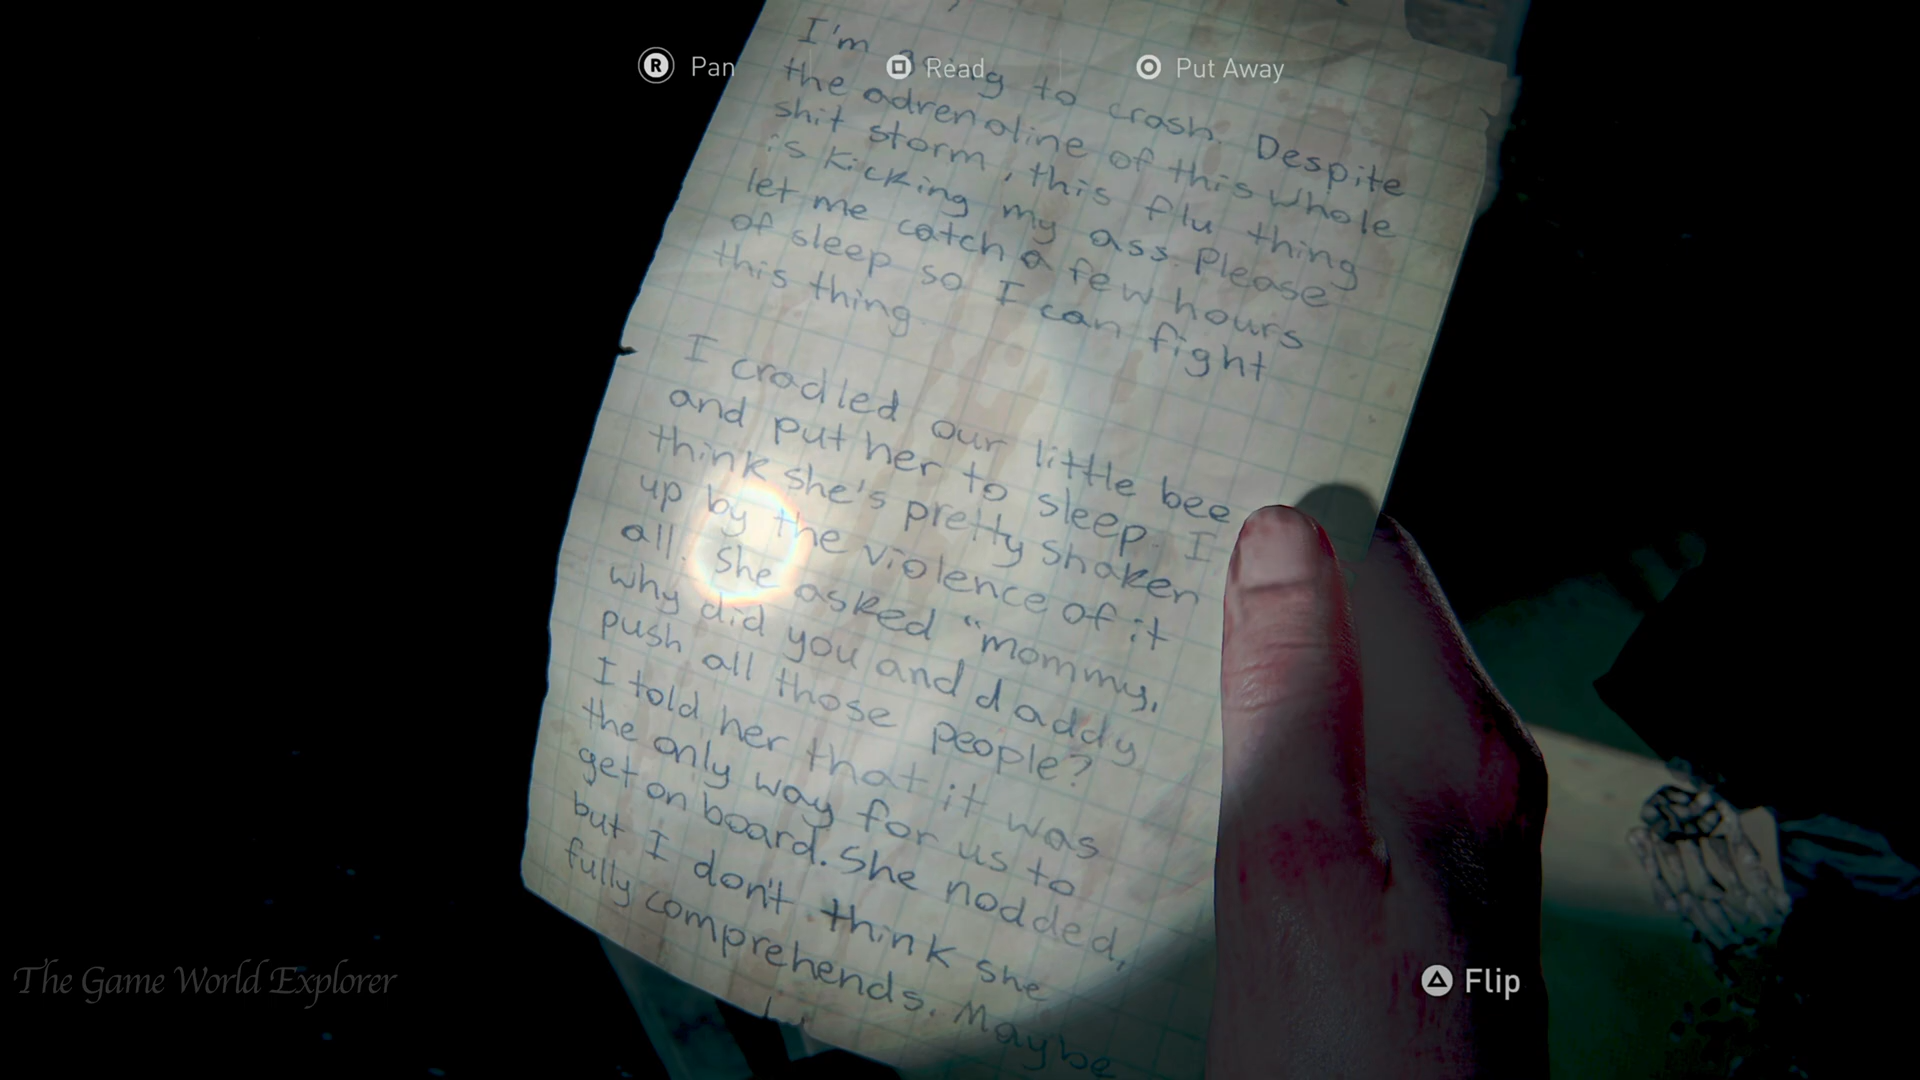 R Pan
Read
Put Away
I'm going to crash. Despite
the adrenaline of this whole
shit storm, this flu thing
is kicking my ass. Please
let me catch a few hours
of sleep so I can fight
this thing.
I cradled our little bee
and put her to sleep. I
think she's pretty shaken
up by the violence of it
all. She asked "mommy,
why did you and daddy
push all those people?
I told her that it was
the only way for us to
get on board. She nodded,
but I don't think she
fully comprehends. Maybe
Flip
The Game World Explorer